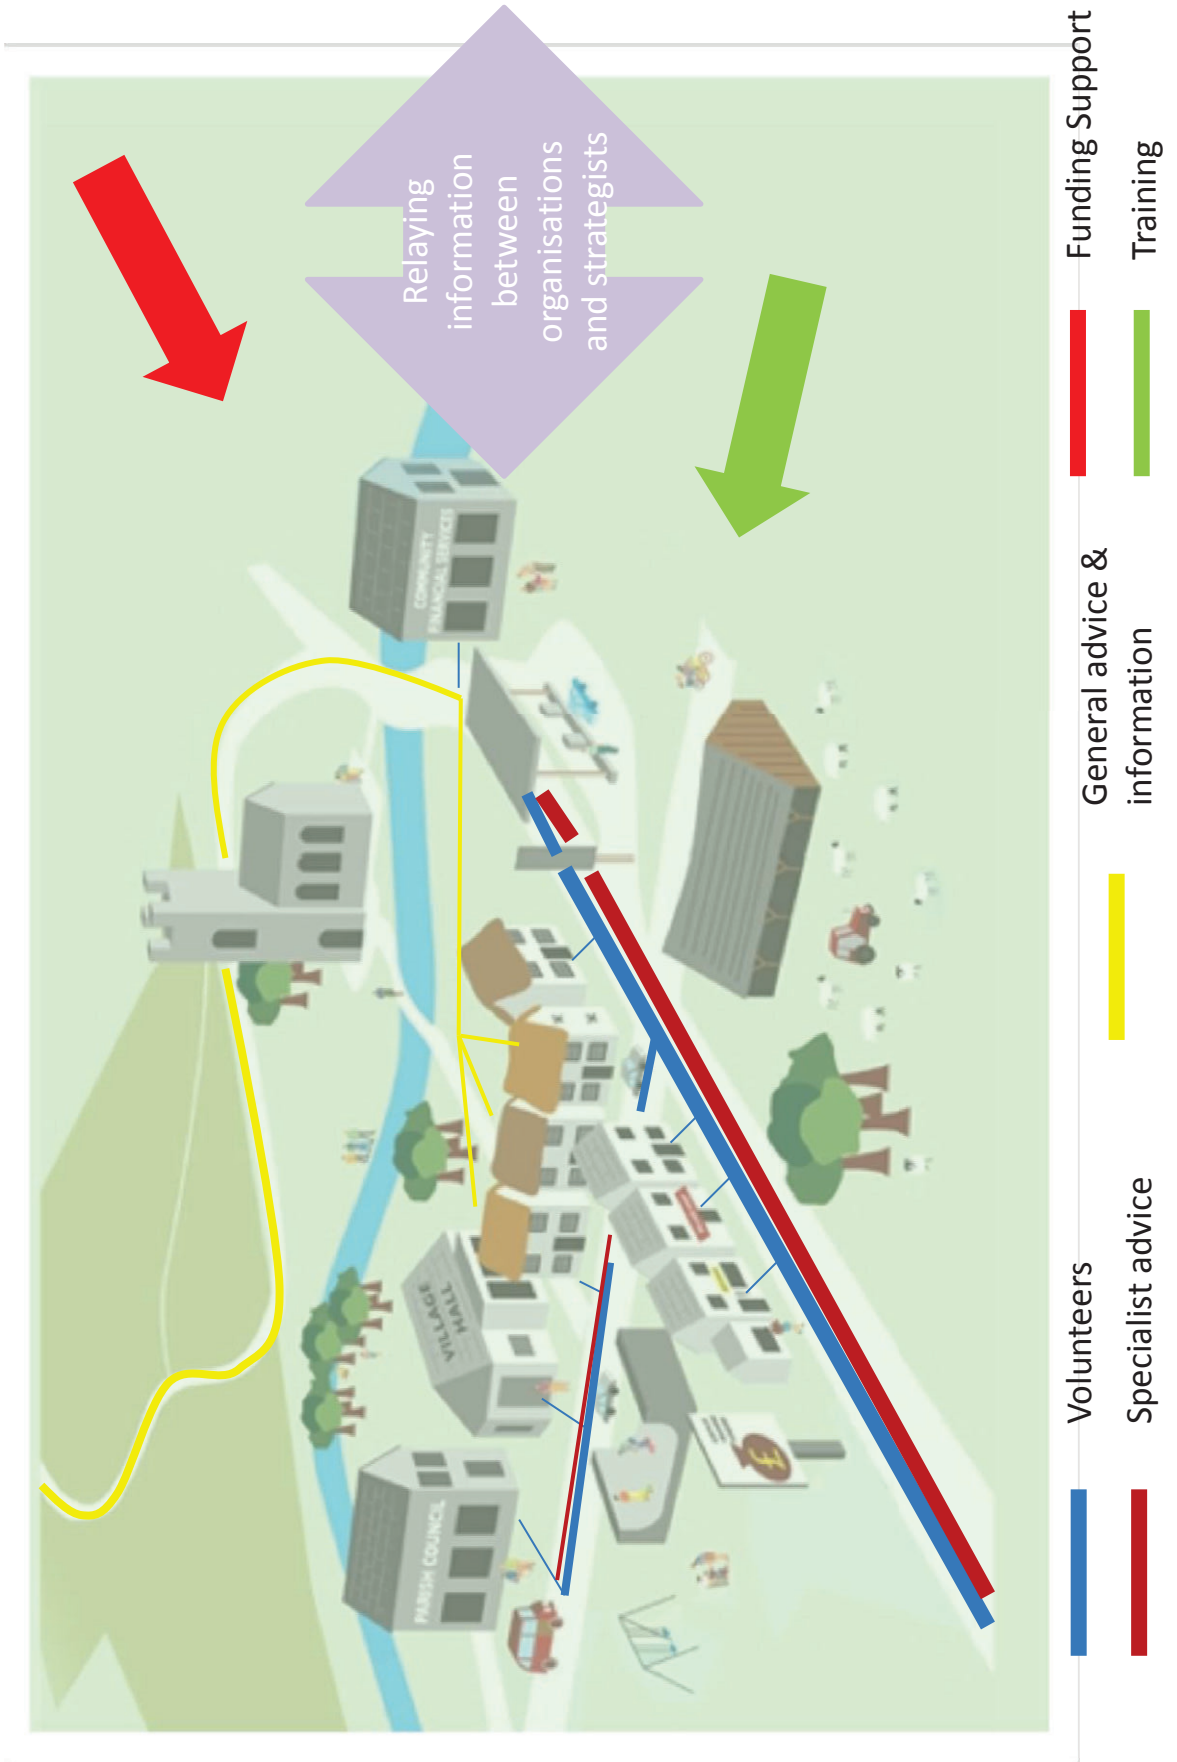 Relaying
information
between
organisations
and strategists
COMMUNITY
FINANCIAL SERVICES
VILLAGE
HALL
PARISH COUNCIL
£
Volunteers
General advice &
information
Funding Support
Specialist advice
Training